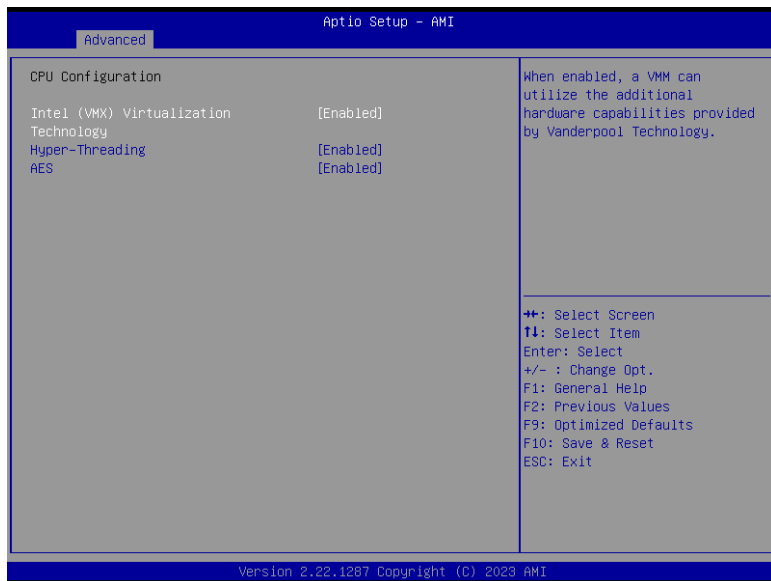 Aptio Setup – AMI
Advanced
CPU Configuration
Intel (VMX) Virtualization [Enabled]
Technology
Hyper-Threading [Enabled]
AES [Enabled]
When enabled, a VMM can
utilize the additional
hardware capabilities provided
by Vanderpool Technology.
→←: Select Screen
↑↓: Select Item
Enter: Select
+/- : Change Opt.
F1: General Help
F2: Previous Values
F9: Optimized Defaults
F10: Save & Reset
ESC: Exit
Version 2.22.1287 Copyright (C) 2023 AMI